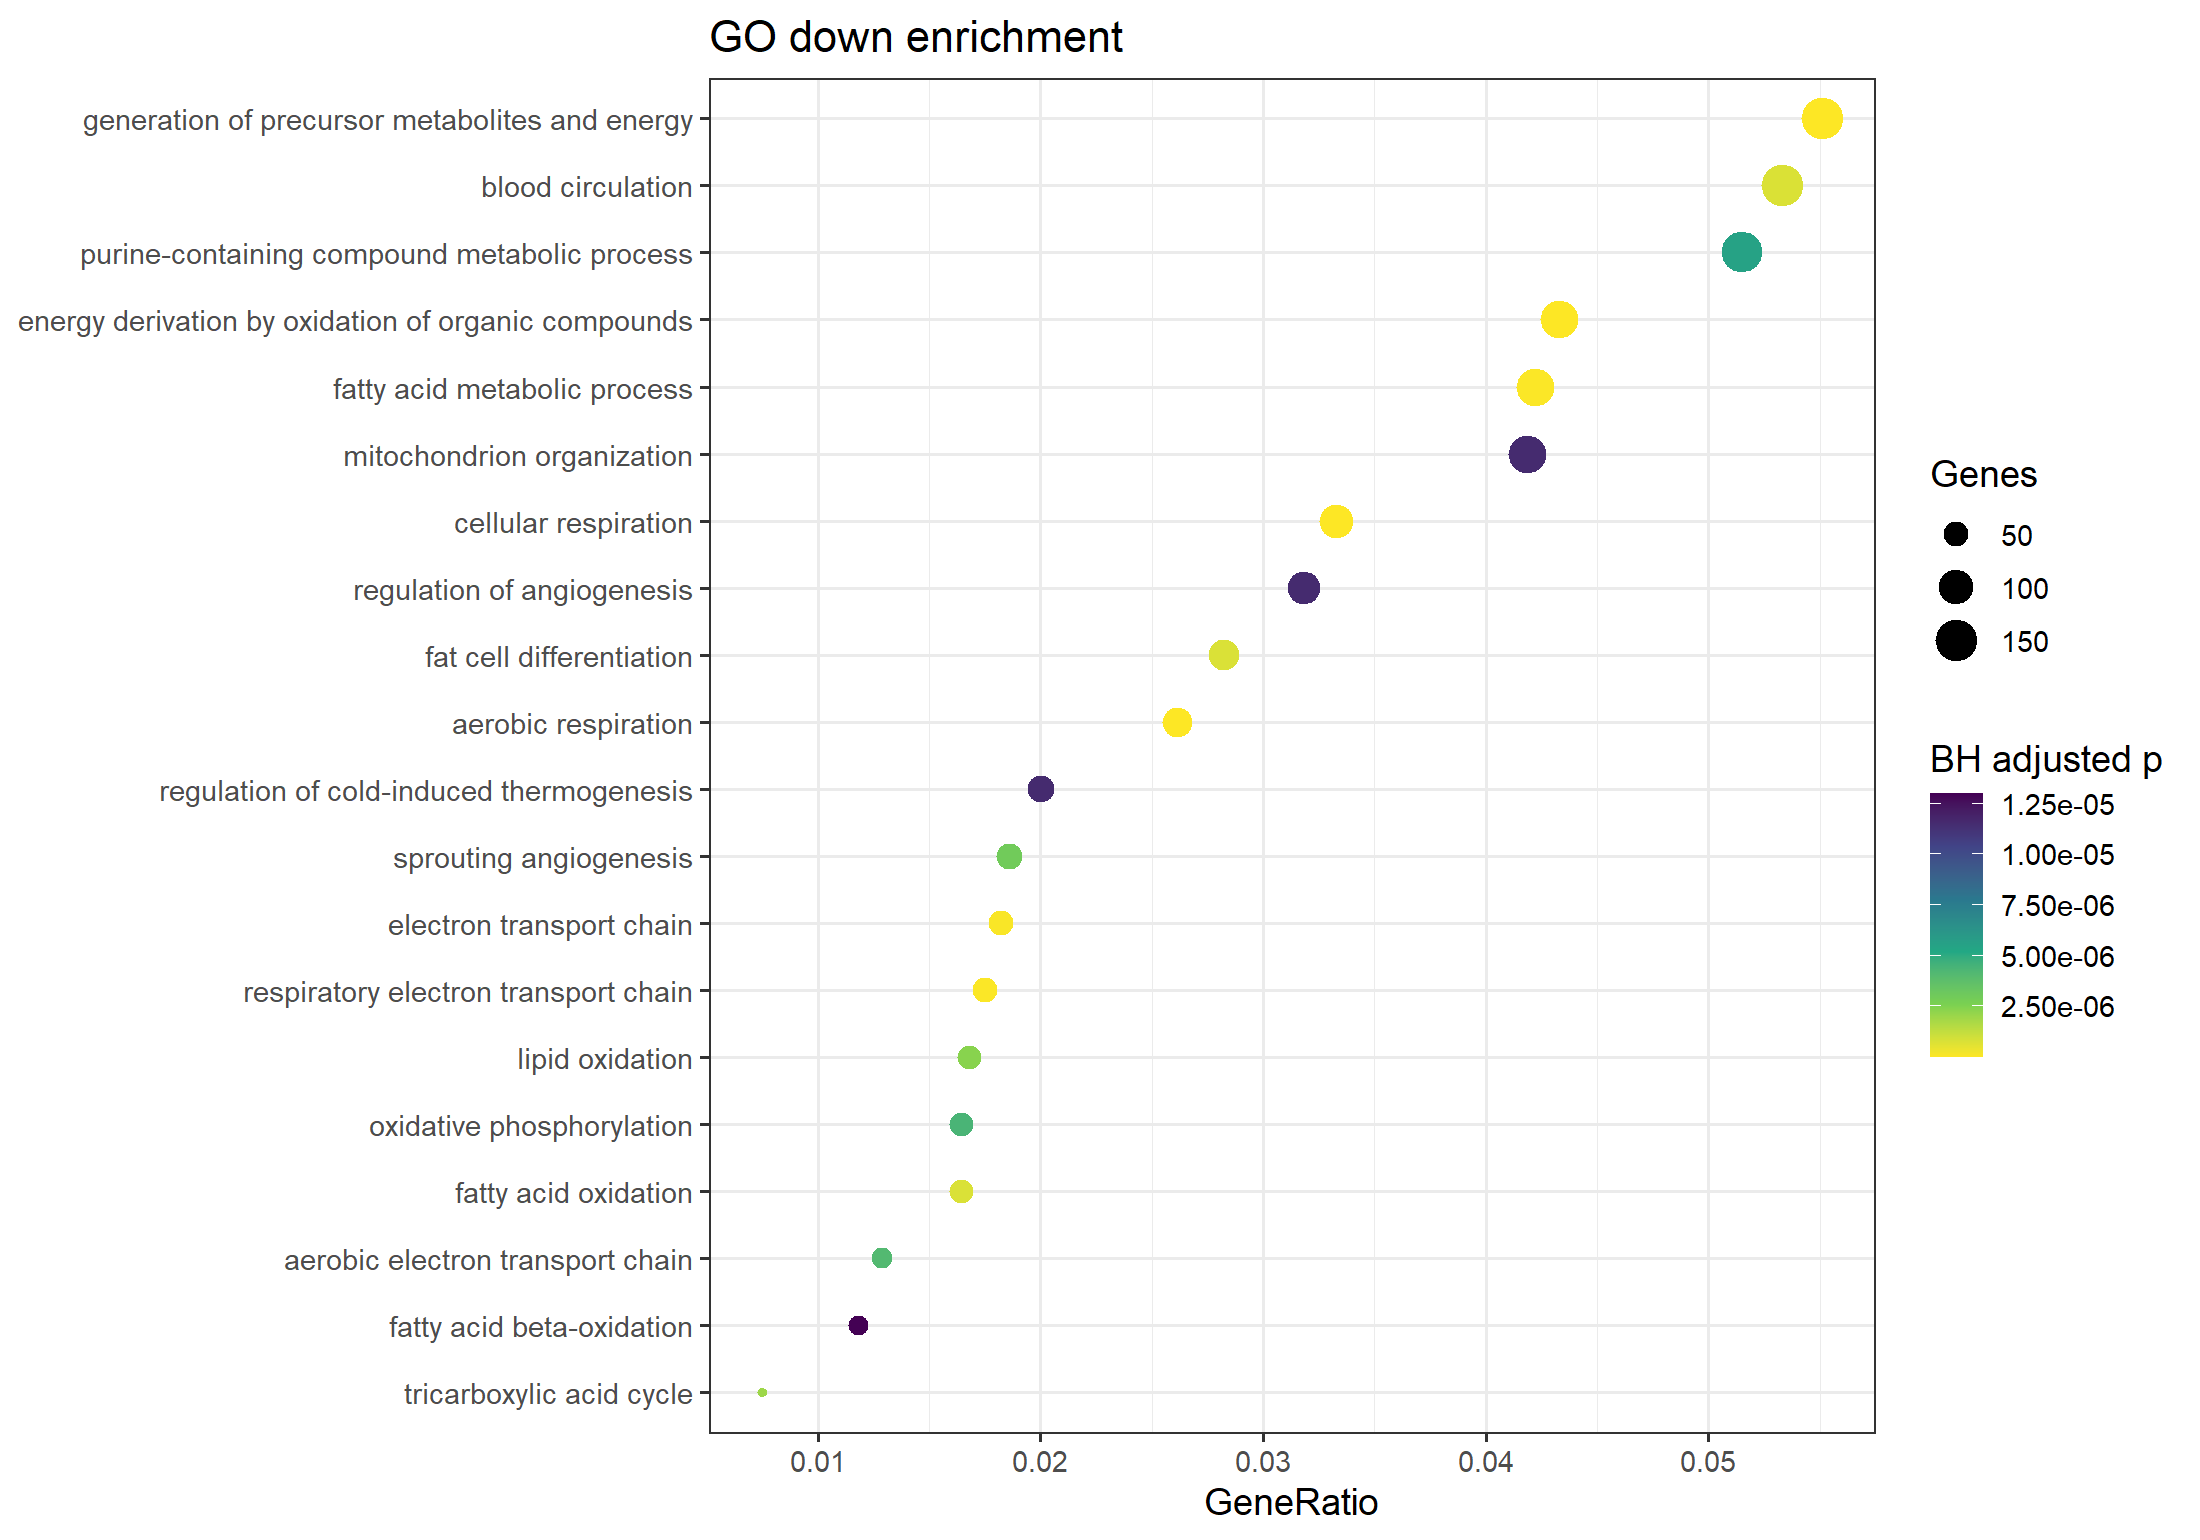 GO down enrichment
generation of precursor metabolites and energy
blood circulation
purine-containing compound metabolic process
energy derivation by oxidation of organic compounds
fatty acid metabolic process
mitochondrion organization
cellular respiration
regulation of angiogenesis
fat cell differentiation
aerobic respiration
regulation of cold-induced thermogenesis
sprouting angiogenesis
electron transport chain
respiratory electron transport chain
lipid oxidation
oxidative phosphorylation
fatty acid oxidation
aerobic electron transport chain
fatty acid beta-oxidation
tricarboxylic acid cycle
0.01 0.02 0.03 0.04 0.05
GeneRatio
Genes
50
100
150
BH adjusted p
1.25e-05
1.00e-05
7.50e-06
5.00e-06
2.50e-06